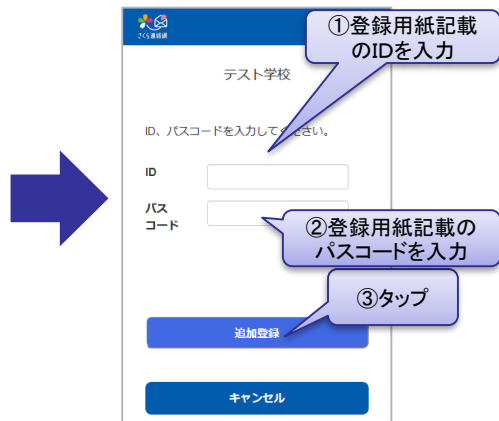 さくら連絡網
①登録用紙記載
のIDを入力
テスト学校
ID、パスコードを入力してください。
ID
パス
コード
②登録用紙記載の
パスコードを入力
③タップ
追加登録
キャンセル